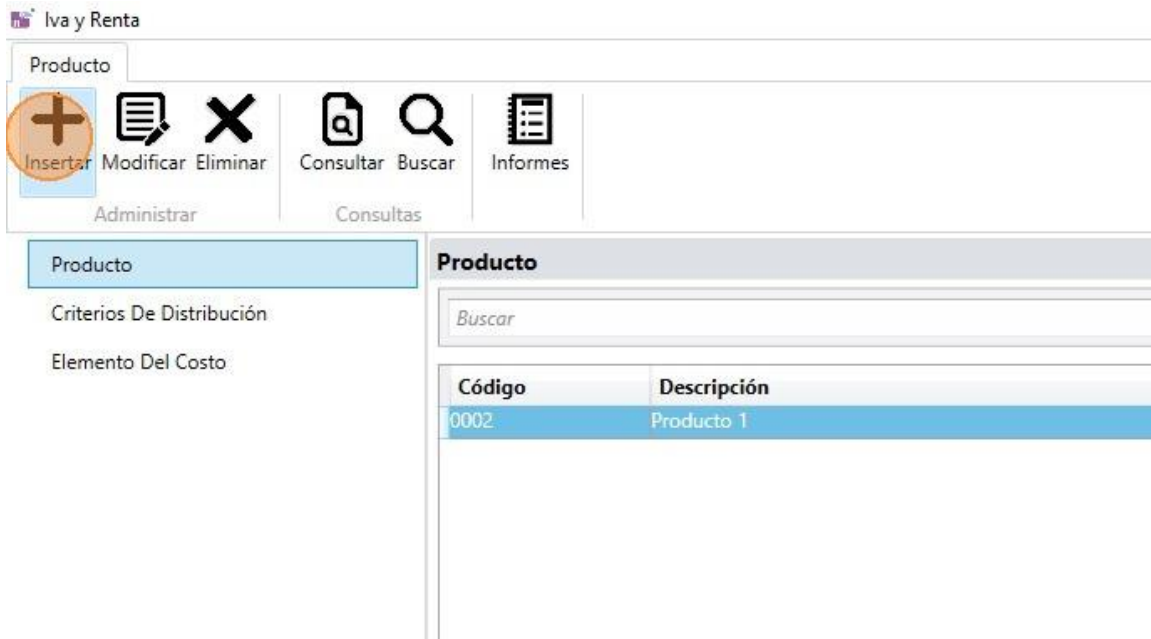 Iva y Renta
Producto
Insertar Modificar Eliminar Consultar Buscar Informes
Administrar Consultas
Producto
Criterios De Distribución
Elemento Del Costo
Producto
Buscar
Código Descripción
0002 Producto 1